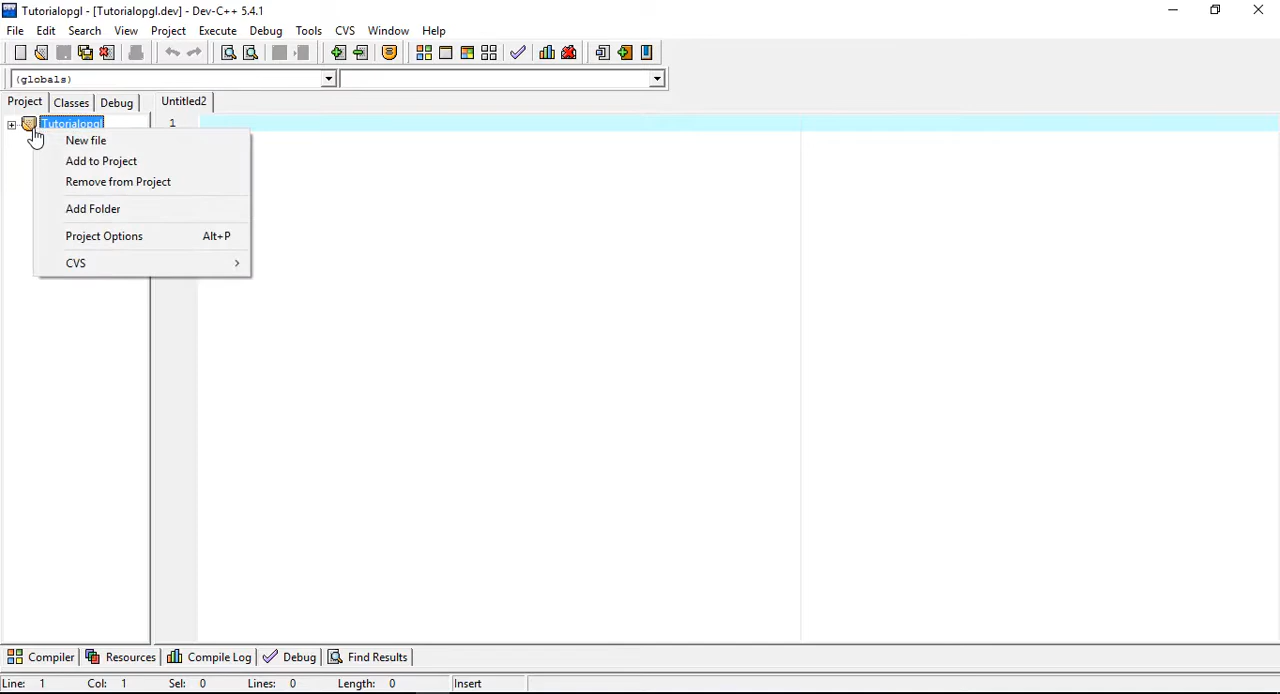 Tutorialopgl - [Tutorialopgl.dev] - Dev-C++ 5.4.1
File Edit Search View Project Execute Debug Tools CVS Window Help
(globals)
Project Classes Debug Untitled2
Tutorialopgl 1
New file
Add to Project
Remove from Project
Add Folder
Project Options Alt+P
CVS
Compiler Resources Compile Log Debug Find Results
Line: 1 Col: 1 Sel: 0 Lines: 0 Length: 0 Insert